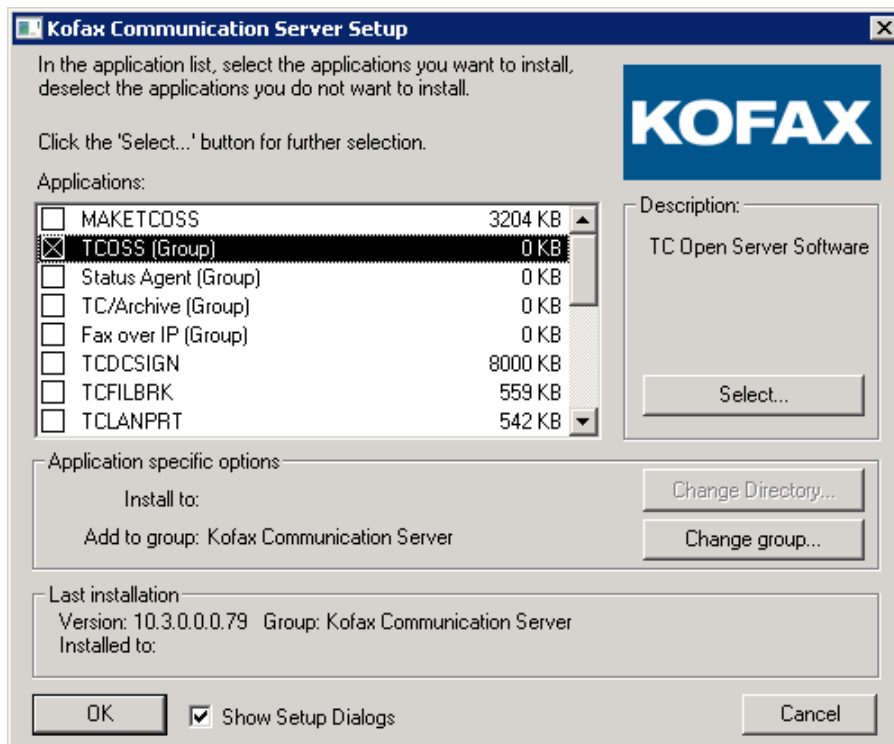 Kofax Communication Server Setup
In the application list, select the applications you want to install,
deselect the applications you do not want to install.
KOFAX
Click the 'Select...' button for further selection.
Applications:
MAKETCOSS 3204 KB
TCOSS (Group) 0 KB
Status Agent (Group) 0 KB
TC/Archive (Group) 0 KB
Fax over IP (Group) 0 KB
TCDCSIGN 8000 KB
TCFILBRK 559 KB
TCLANPRT 542 KB
Description:
TC Open Server Software
Select...
Application specific options
Install to:
Change Directory...
Add to group: Kofax Communication Server
Change group...
Last installation
Version: 10.3.0.0.0.79 Group: Kofax Communication Server
Installed to:
OK
Show Setup Dialogs
Cancel